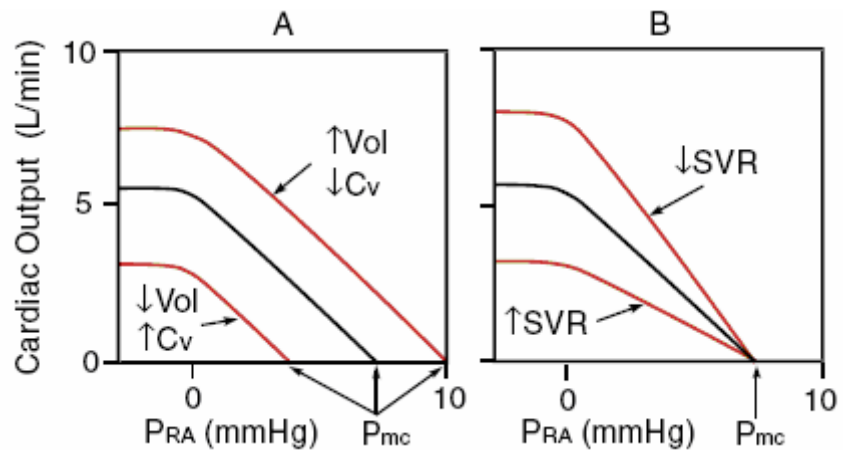 A
B
Cardiac Output (L/min)
10
5
0
↑Vol
↓Cv
↓Vol
↑Cv
↓SVR
↑SVR
0
10
0
10
PRA (mmHg)
Pmc
PRA (mmHg)
Pmc